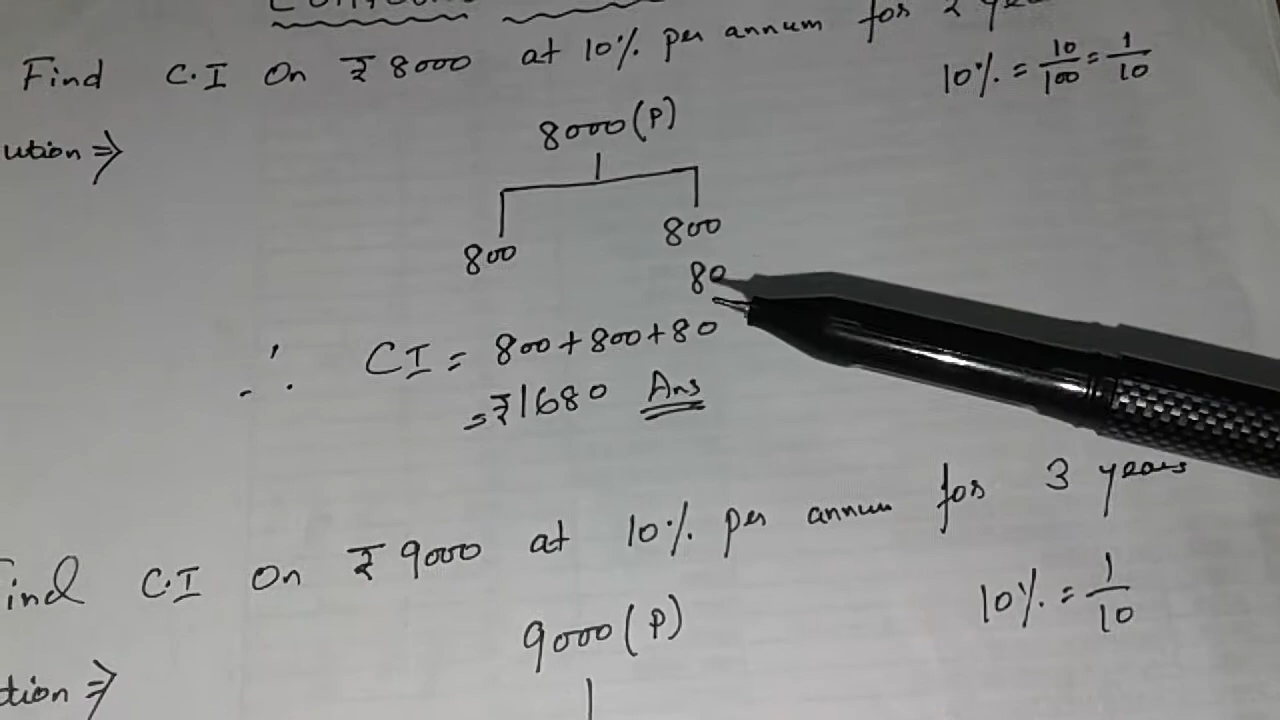 Find C.I On ₹ 8000 at 10% per annum for 2
10% = 10/100 = 1/10
ution ⇒
8000 (P)
800 800
80
∴ CI = 800 + 800 + 80
= ₹1680 Ans
ind C.I On ₹ 9000 at 10% per annum for 3 years
10% = 1/10
9000 (P)
tion ⇒